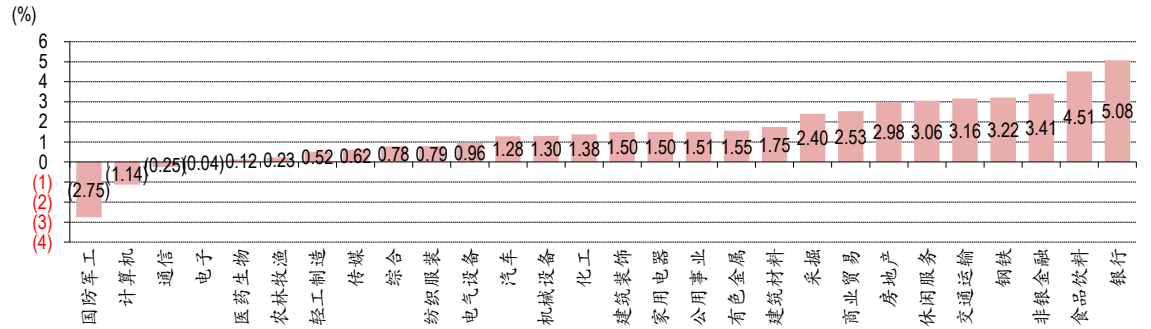 (%)
6
5
4
3
2
1
0
(1)
(2)
(3)
(4)
(2.75) (1.14) (0.25) (0.04) 0.12 0.23 0.52 0.62 0.78 0.79 0.96 1.28 1.30 1.38 1.50 1.50 1.51 1.55 1.75 2.40 2.53 2.98 3.06 3.16 3.22 3.41 4.51 5.08
国防军工
计算机
通信
电子
医药生物
农林牧渔
轻工制造
传媒
综合
纺织服装
电气设备
汽车
机械设备
化工
建筑装饰
家用电器
公用事业
有色金属
建筑材料
采掘
商业贸易
房地产
休闲服务
交通运输
钢铁
非银金融
食品饮料
银行